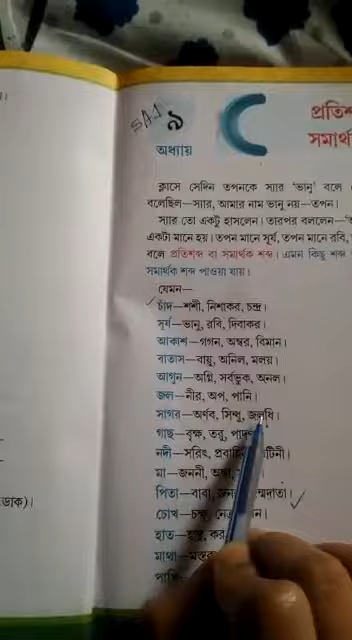 ৯
অধ্যায়
সমার্থ
ক্লাসে সেদিন তপনকে স্যার ‘ভানু’ বলে
বলেছিল—স্যার, আমার নাম ভানু নয়—তপন।
স্যার তো একটু হাসলেন। তারপর বললেন—
একটা মানে হয়। তপন মানে সূর্য, তপন মানে রবি,
বলে প্রতিশব্দ বা সমার্থক শব্দ। এমন কিছু শব্দ
সমার্থক শব্দ পাওয়া যায়।
যেমন—
চাঁদ—শশী, নিশাকর, চন্দ্র।
সূর্য—ভানু, রবি, দিবাকর।
আকাশ—গগন, অম্বর, বিমান।
বাতাস—বায়ু, অনিল, মলয়।
আগুন—অগ্নি, সর্বভুক, অনল।
জল—নীর, অপ, পানি।
সাগর—অর্ণব, সিন্ধু, জলধি।
গাছ—বৃক্ষ, তরু,
নদী—সরিৎ,
মা—জননী,
পিতা—বাবা,
চোখ—
হাত—
মাথা—
ডাক)।